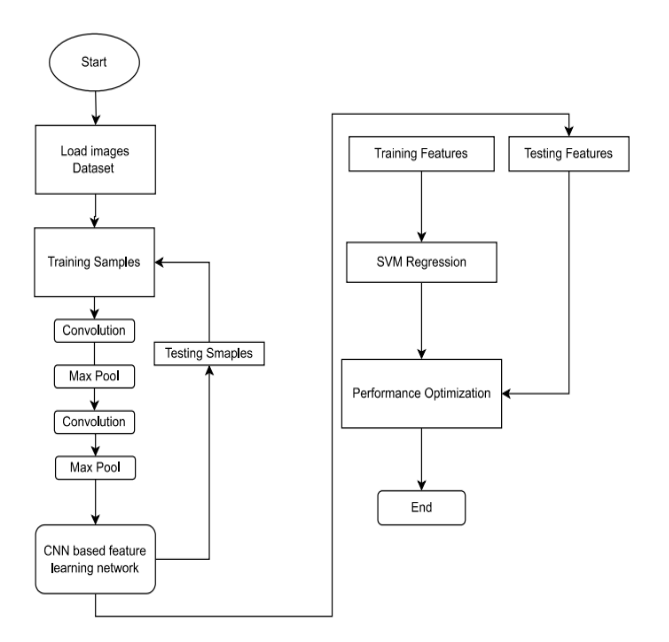 Start
Load images
Dataset
Training Samples
Convolution
Max Pool
Convolution
Max Pool
CNN based feature
learning network
Testing Smaples
Training Features
Testing Features
SVM Regression
Performance Optimization
End